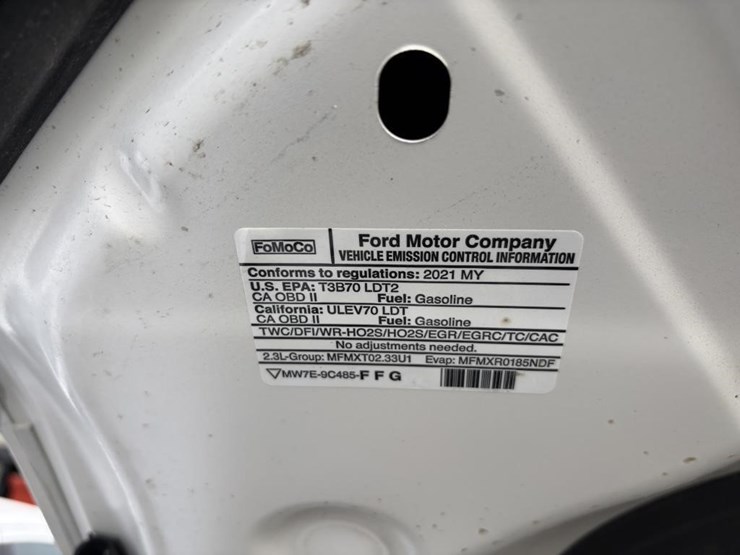 FoMoCo
Ford Motor Company
VEHICLE EMISSION CONTROL INFORMATION
Conforms to regulations: 2021 MY
U.S. EPA: T3B70 LDT2
CA OBD II Fuel: Gasoline
California: ULEV70 LDT
CA OBD II Fuel: Gasoline
TWC/DFI/WR-HO2S/HO2S/EGR/EGRC/TC/CAC
No adjustments needed.
2.3L-Group: MFMXT02.33U1 Evap: MFMXR0185NDF
MW7E-9C485-F F G